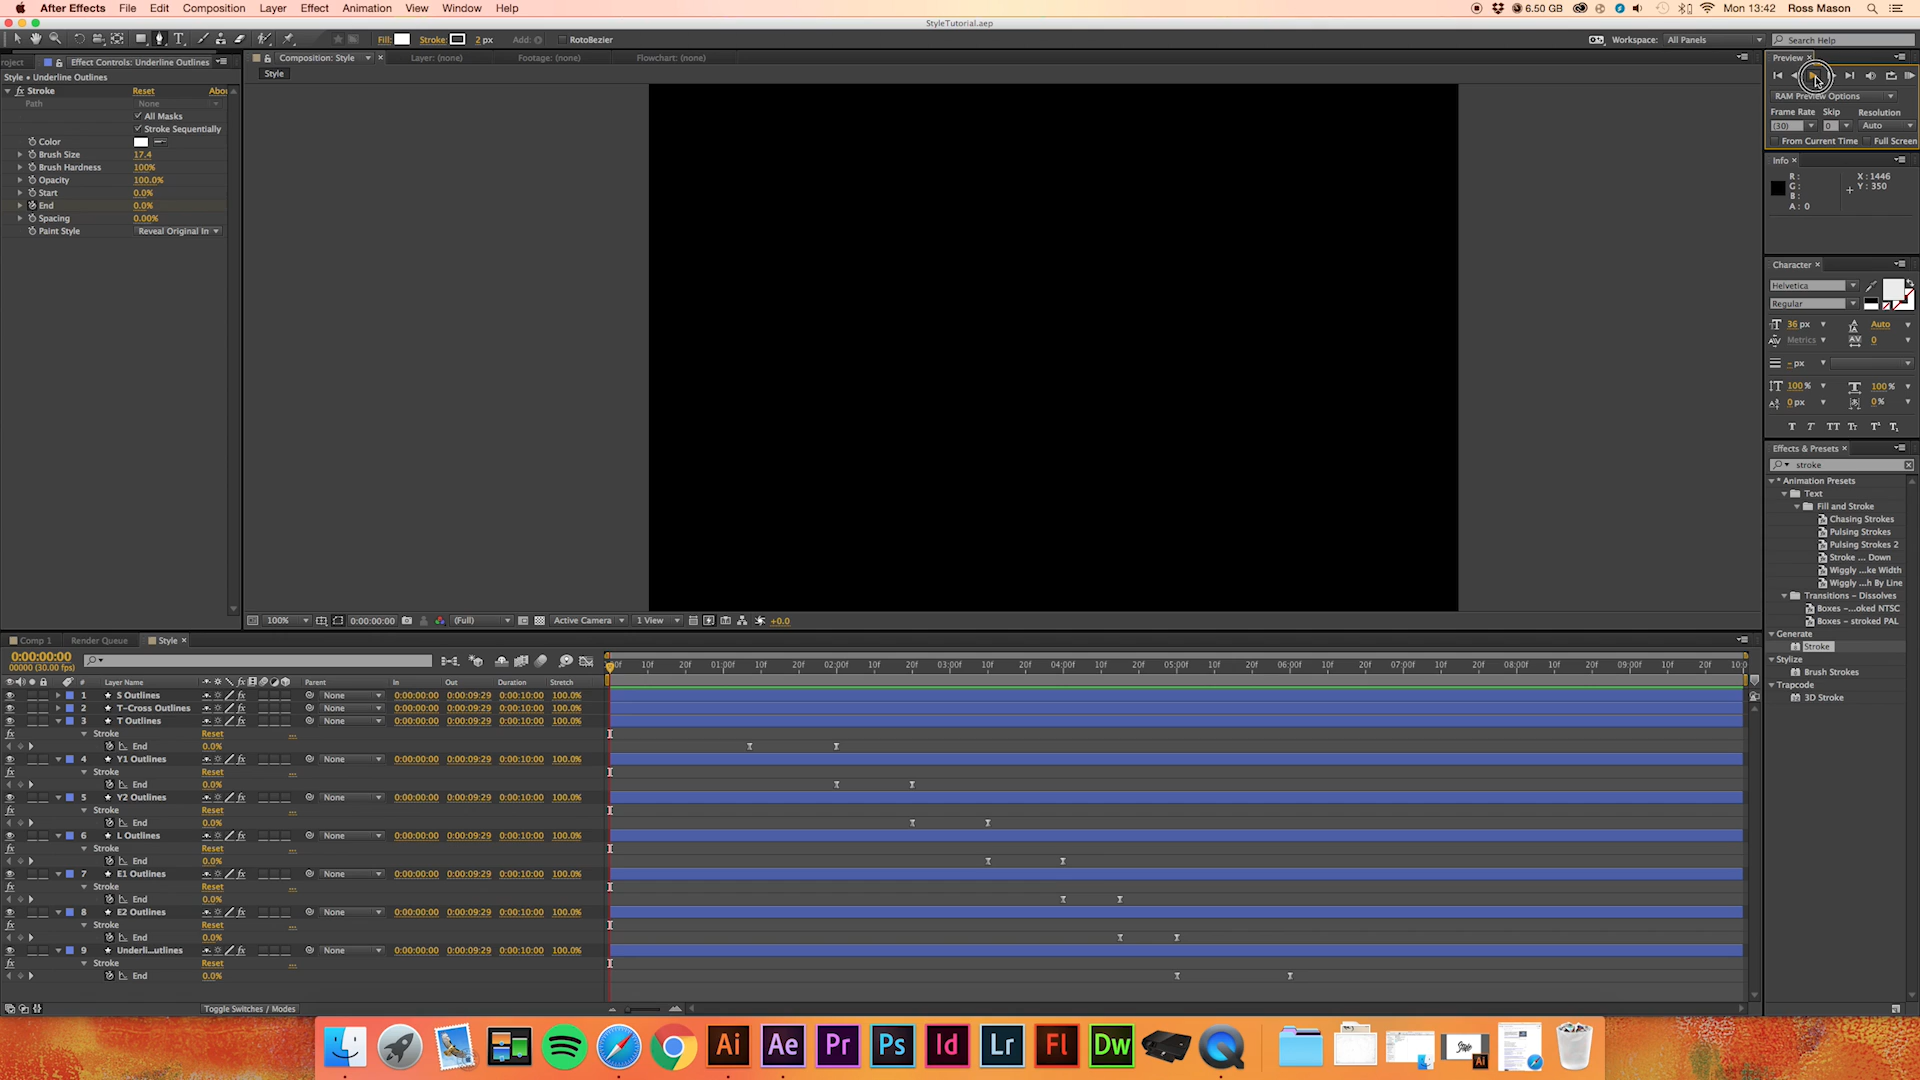 After Effects File Edit Composition Layer Effect Animation View Window Help 6.50 GB Mon 13:42 Ross Mason
StyleTutorial.aep
Fill: Stroke: 2 px Add: RotoBezier Workspace: All Panels Search Help
roject Effect Controls: Underline Outlines Composition: Style Layer: (none) Footage: (none) Flowchart: (none) Preview
Style • Underline Outlines Style
Stroke Reset Abou
Path None
All Masks
Stroke Sequentially
Color
Brush Size 17.4
Brush Hardness 100%
Opacity 100.0%
Start 0.0%
End 0.0%
Spacing 0.00%
Paint Style Reveal Original In
RAM Preview Options
Frame Rate Skip Resolution
(30) 0 Auto
From Current Time Full Screen
Info
R: X: 1446
G: Y: 350
B:
A: 0
Character
Helvetica
Regular
36 px Auto
Metrics 0
- px
100% 100%
0 px 0%
T T TT Tt T¹ T₁
Effects & Presets
stroke
* Animation Presets
Text
Fill and Stroke
Chasing Strokes
Pulsing Strokes
Pulsing Strokes 2
Stroke ... Down
Wiggly ...ke Width
Wiggly ...h By Line
Transitions - Dissolves
Boxes -...oked NTSC
Boxes - stroked PAL
Generate
Stroke
Stylize
Brush Strokes
Trapcode
3D Stroke
100% 0:00:00:00 (Full) Active Camera 1 View +0.0
Comp 1 Render Queue Style
0:00:00:00
00000 (30.00 fps)
:00f 10f 20f 01:00f 10f 20f 02:00f 10f 20f 03:00f 10f 20f 04:00f 10f 20f 05:00f 10f 20f 06:00f 10f 20f 07:00f 10f 20f 08:00f 10f 20f 09:00f 10f 20f 10:0
# Layer Name Parent In Out Duration Stretch
1 S Outlines None 0:00:00:00 0:00:09:29 0:00:10:00 100.0%
2 T-Cross Outlines None 0:00:00:00 0:00:09:29 0:00:10:00 100.0%
3 T Outlines None 0:00:00:00 0:00:09:29 0:00:10:00 100.0%
fx Stroke Reset ...
End 0.0%
4 Y1 Outlines None 0:00:00:00 0:00:09:29 0:00:10:00 100.0%
fx Stroke Reset ...
End 0.0%
5 Y2 Outlines None 0:00:00:00 0:00:09:29 0:00:10:00 100.0%
fx Stroke Reset ...
End 0.0%
6 L Outlines None 0:00:00:00 0:00:09:29 0:00:10:00 100.0%
fx Stroke Reset ...
End 0.0%
7 E1 Outlines None 0:00:00:00 0:00:09:29 0:00:10:00 100.0%
fx Stroke Reset ...
End 0.0%
8 E2 Outlines None 0:00:00:00 0:00:09:29 0:00:10:00 100.0%
fx Stroke Reset ...
End 0.0%
9 Underli...utlines None 0:00:00:00 0:00:09:29 0:00:10:00 100.0%
fx Stroke Reset ...
End 0.0%
Toggle Switches / Modes
Ai Ae Pr Ps Id Lr Fl Dw Style